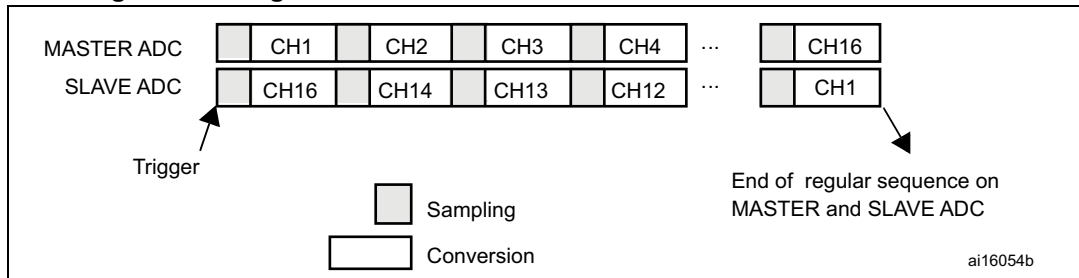 MASTER ADC CH1 CH2 CH3 CH4 ... CH16
SLAVE ADC CH16 CH14 CH13 CH12 ... CH1
Trigger
End of regular sequence on
MASTER and SLAVE ADC
Sampling
Conversion
ai16054b